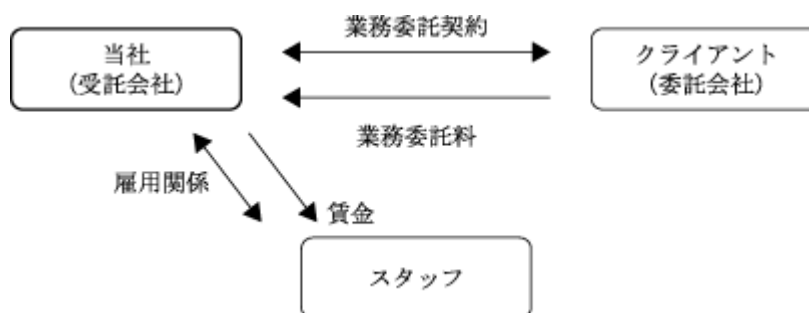 業務委託契約
当社
(受託会社)
クライアント
(委託会社)
業務委託料
雇用関係
賃金
スタッフ